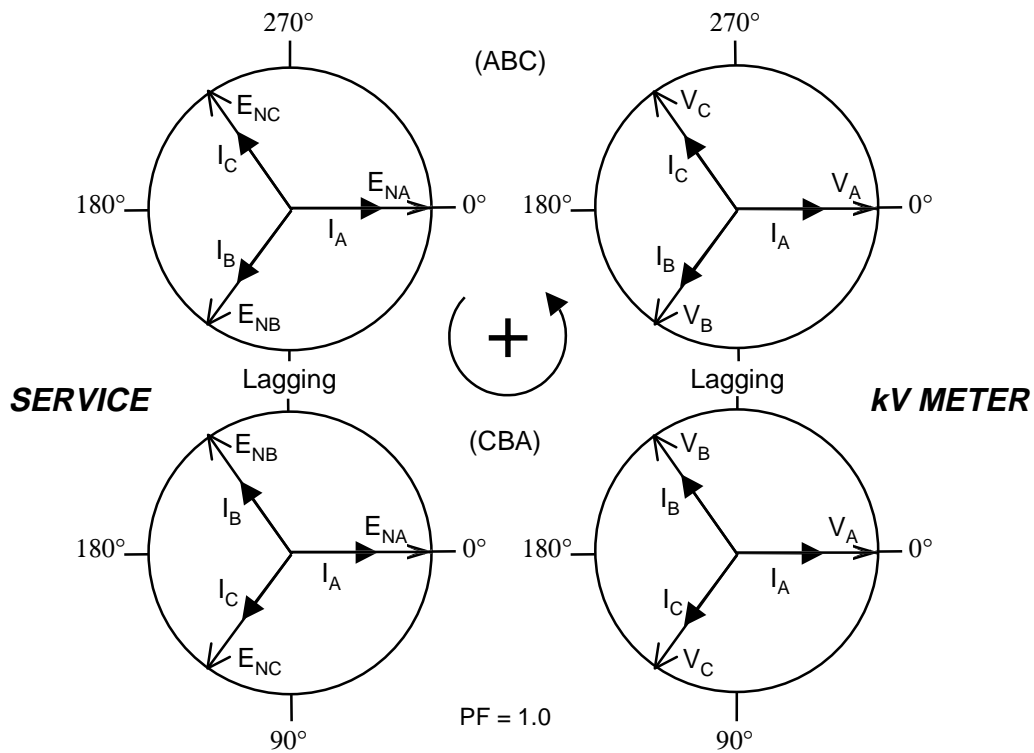 270° 270°
(ABC)
E_NC V_C
I_C I_C
E_NA V_A
180° 0° 180° 0°
I_A I_A
I_B I_B
E_NB V_B
+
Lagging Lagging
SERVICE kV METER
(CBA)
E_NB V_B
I_B I_B
E_NA V_A
180° 0° 180° 0°
I_A I_A
I_C I_C
E_NC V_C
PF = 1.0
90° 90°